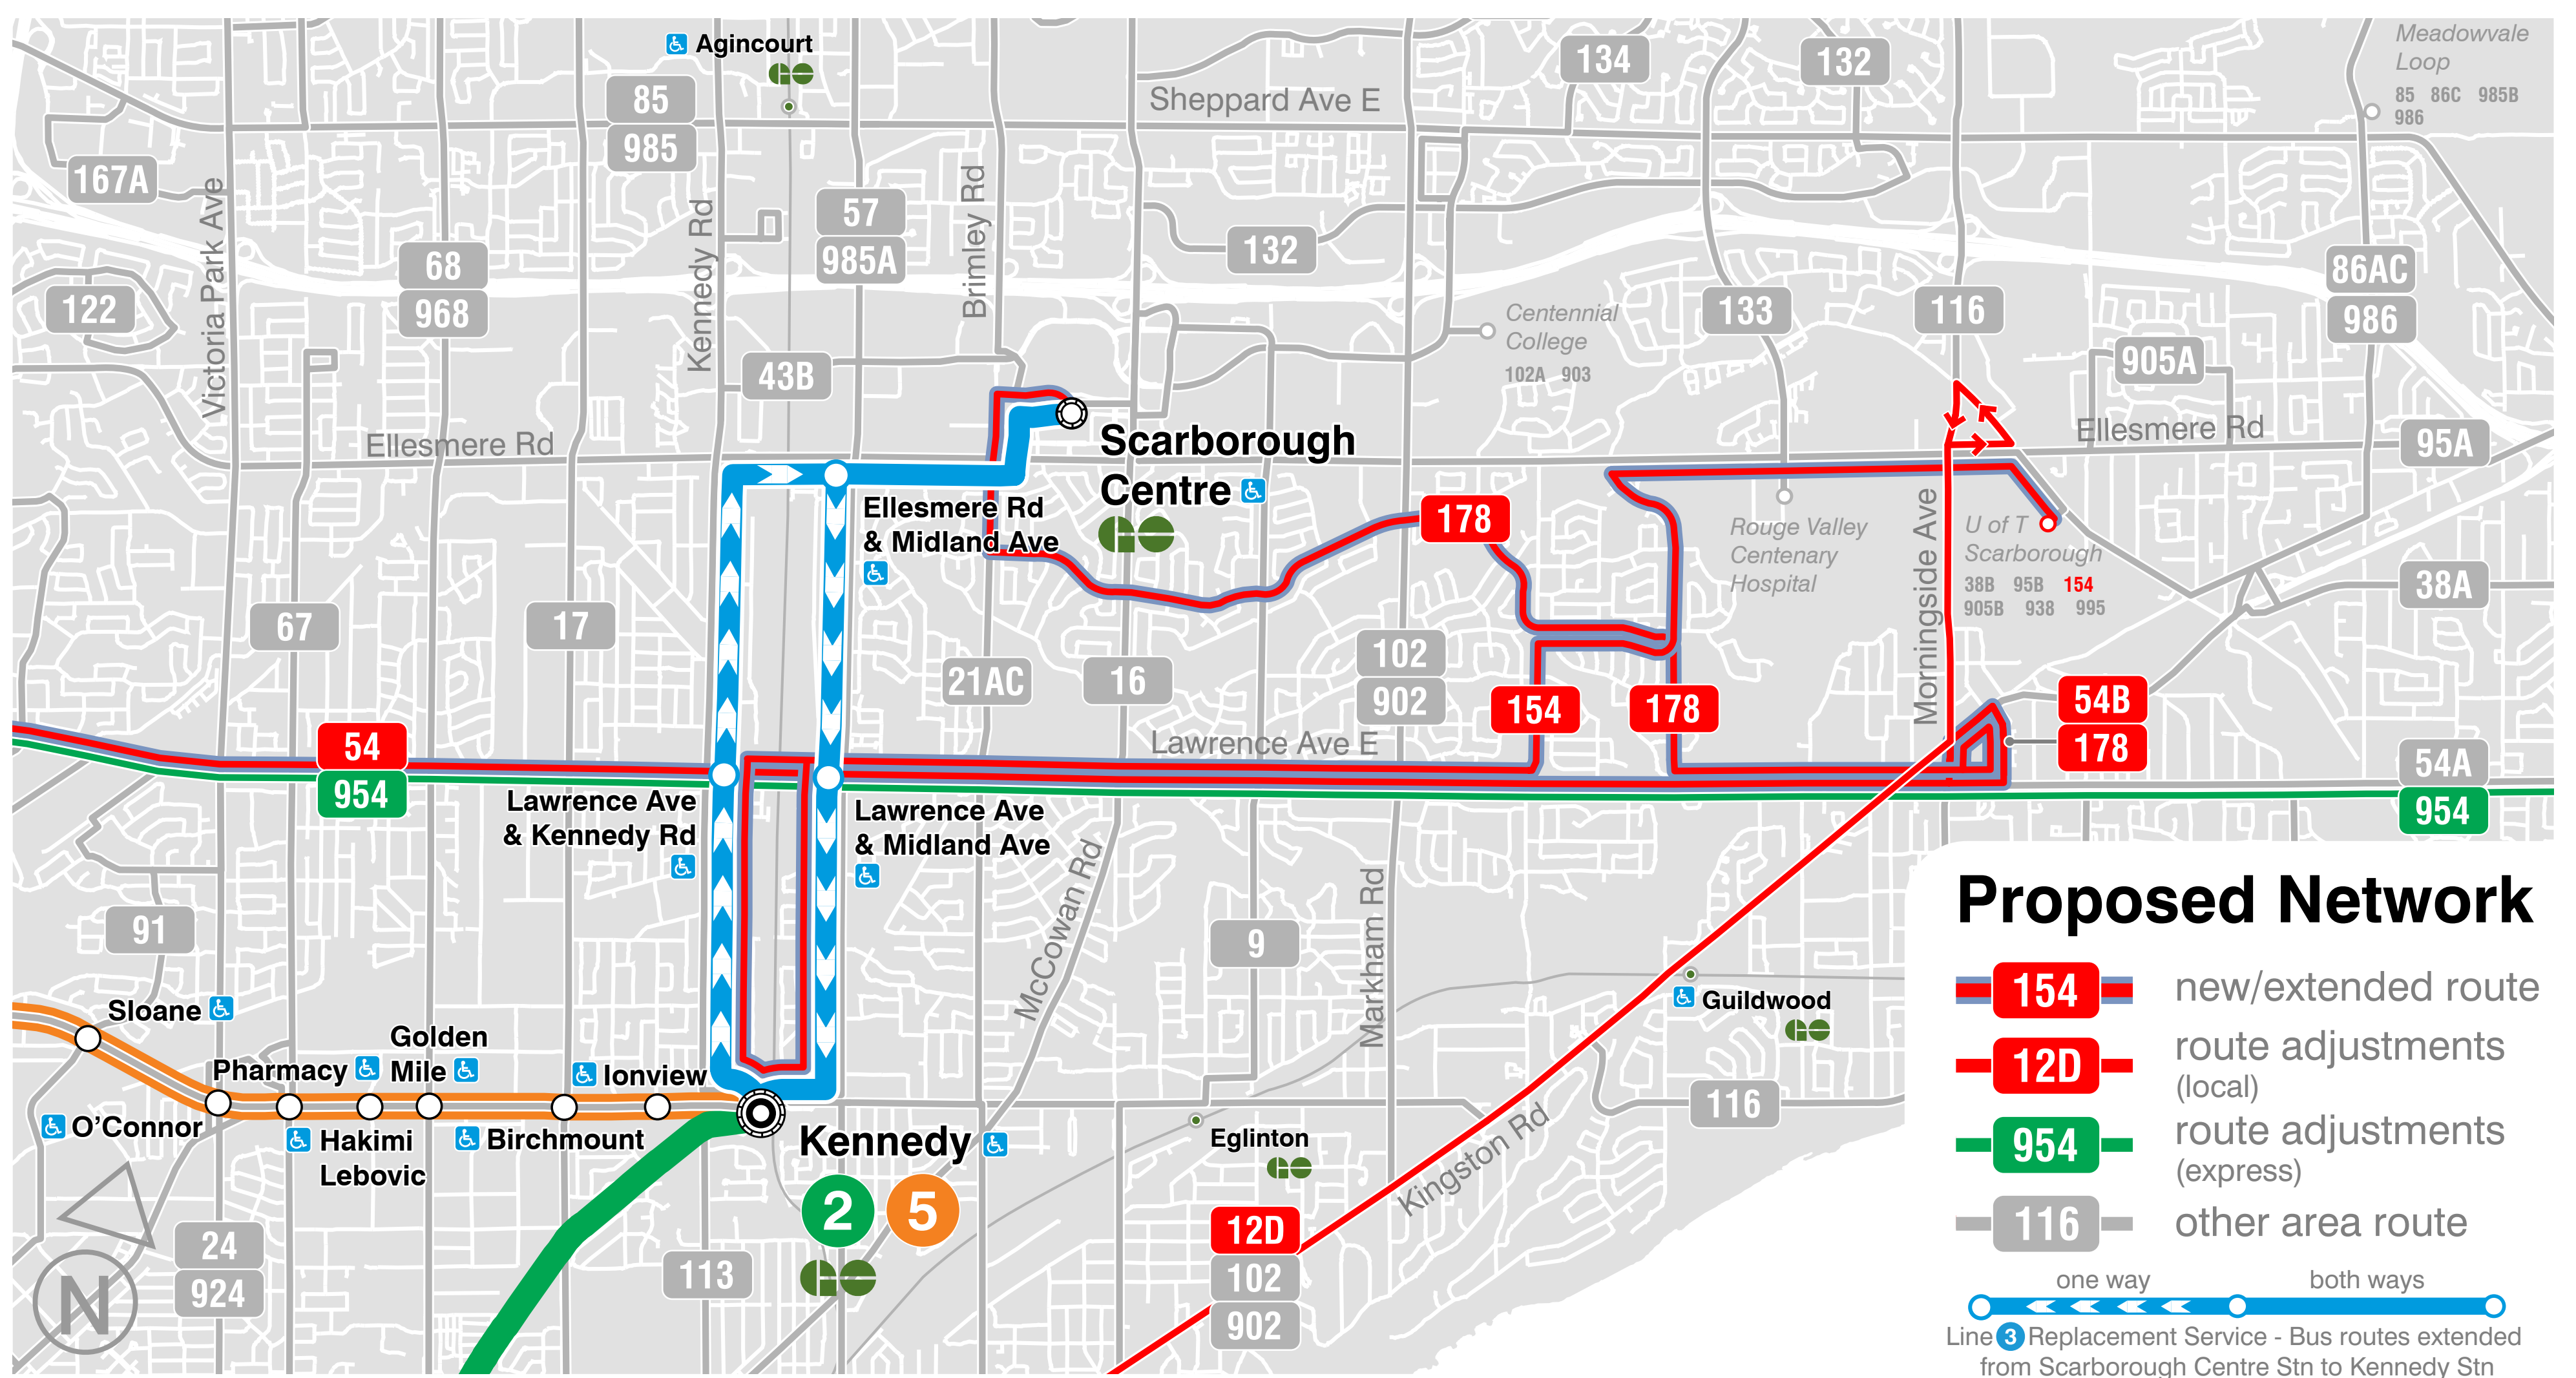 Agincourt
Meadowvale
Loop
85 86C 985B
986
134
132
85
985
Sheppard Ave E
167A
Victoria Park Ave
Kennedy Rd
Brimley Rd
57
985A
68
968
132
122
86AC
986
133
116
Centennial
College
102A 903
43B
905A
Ellesmere Rd
Ellesmere Rd
95A
Scarborough
Centre
Ellesmere Rd
& Midland Ave
178
Rouge Valley
Centenary
Hospital
Morningside Ave
U of T
Scarborough
38B 95B 154
905B 938 995
38A
67
17
21AC
16
102
902
154
178
54B
178
54
954
Lawrence Ave E
54A
954
Lawrence Ave
& Kennedy Rd
Lawrence Ave
& Midland Ave
McCowan Rd
Markham Rd
91
9
Sloane
Golden
Mile
Pharmacy
Ionview
O'Connor
Hakimi
Lebovic
Birchmount
Kennedy
2
5
Guildwood
116
Eglinton
Kingston Rd
24
924
113
12D
102
902
N
Proposed Network
154 new/extended route
12D route adjustments
(local)
954 route adjustments
(express)
116 other area route
one way both ways
Line 3 Replacement Service - Bus routes extended
from Scarborough Centre Stn to Kennedy Stn